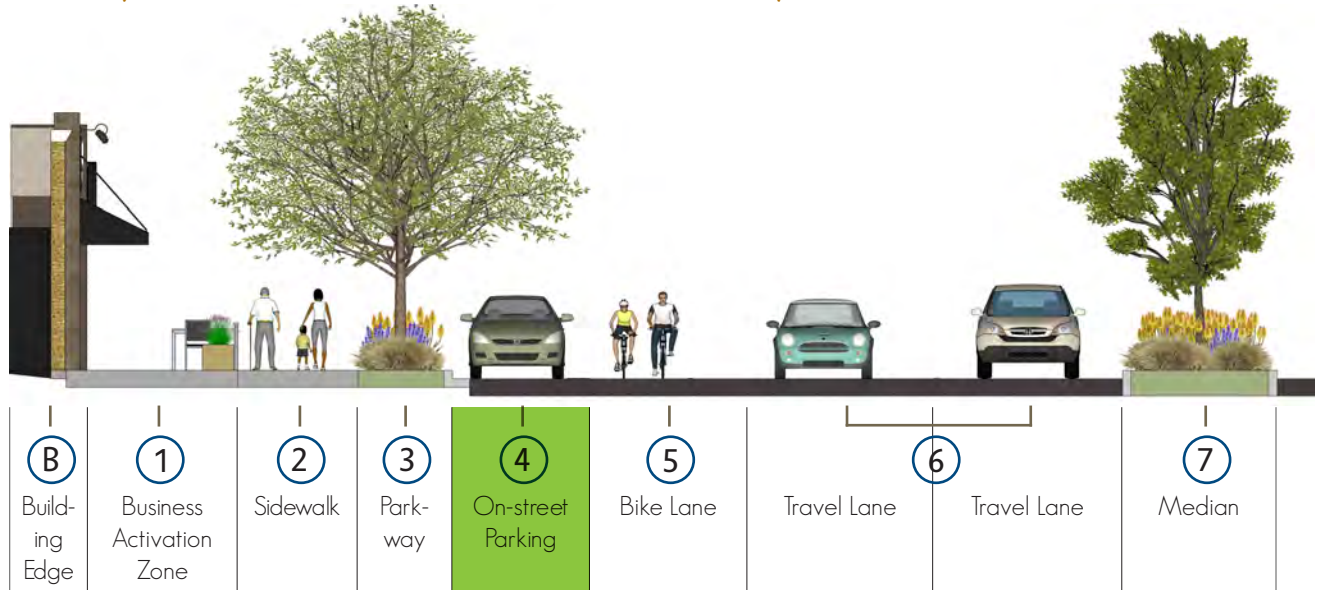 B
Build-
ing
Edge
1
Business
Activation
Zone
2
Sidewalk
3
Park-
way
4
On-street
Parking
5
Bike Lane
6
Travel Lane
Travel Lane
7
Median